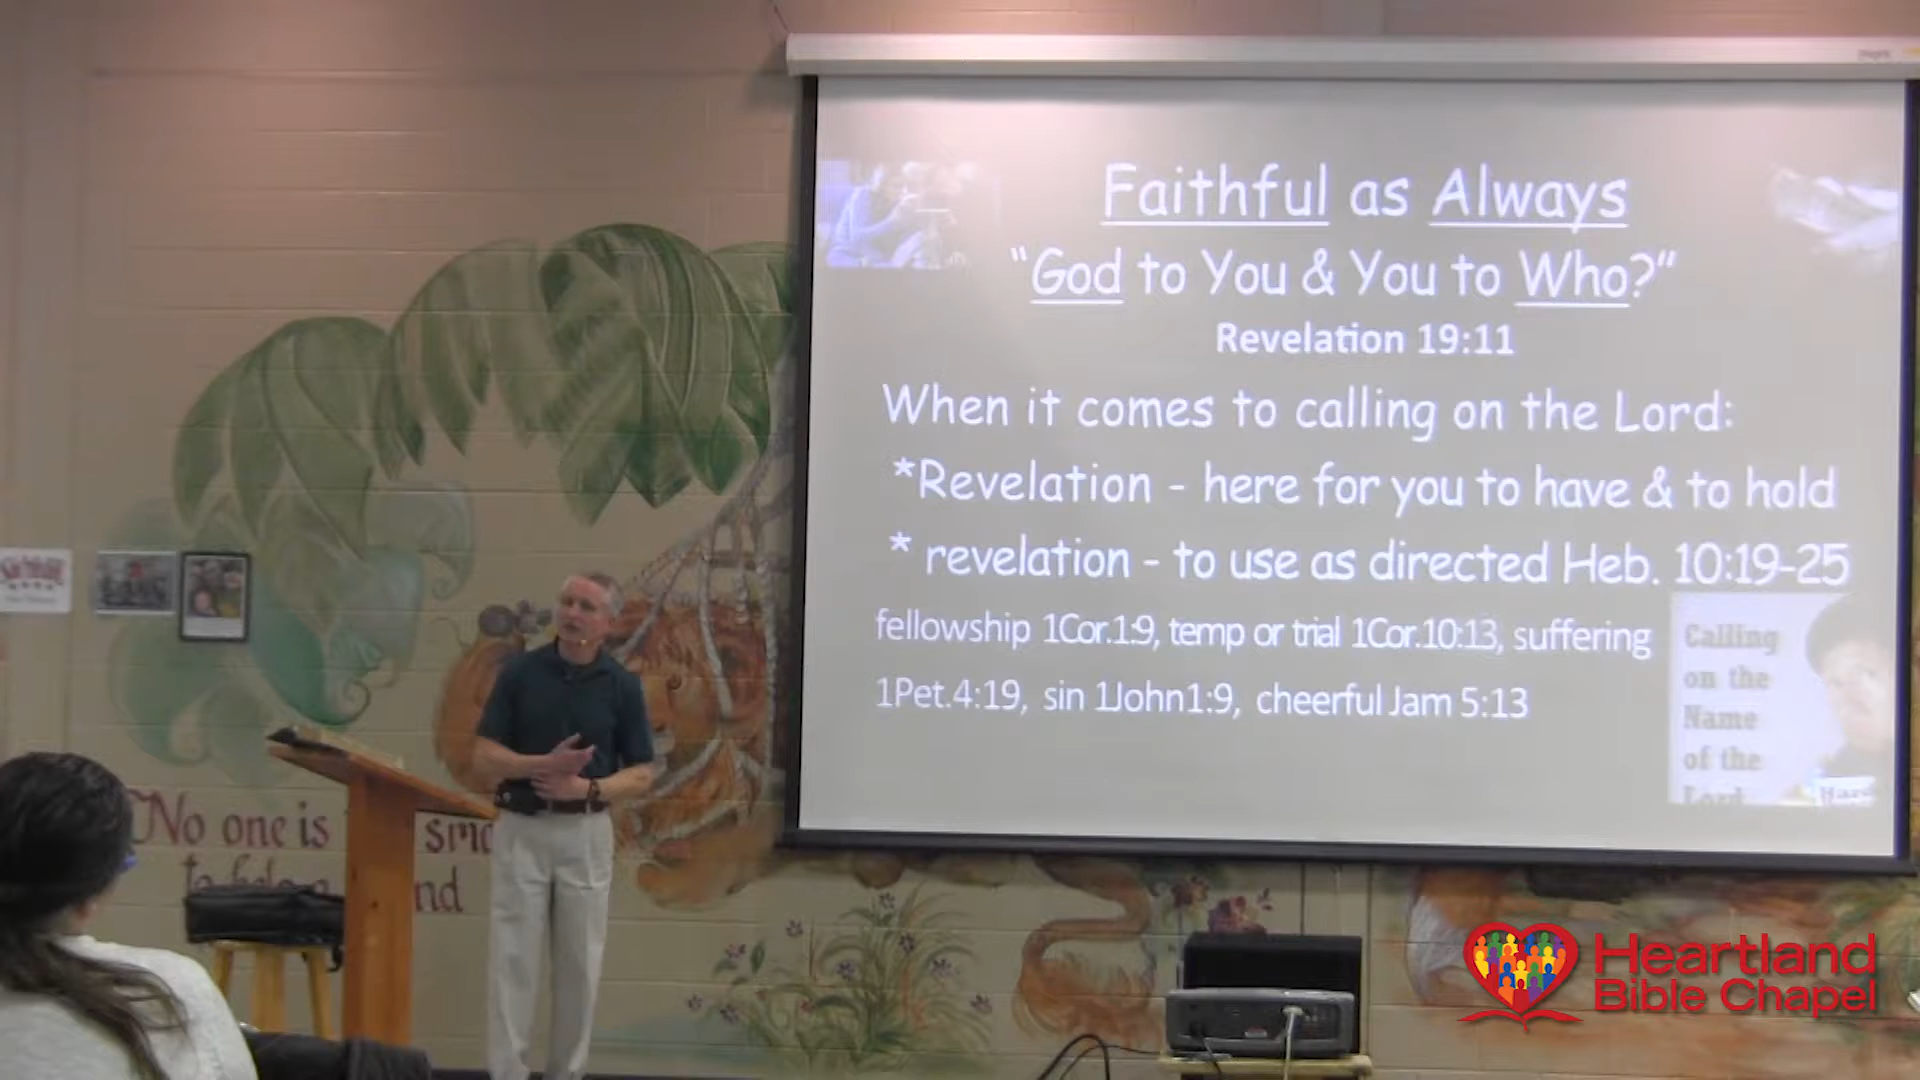 Faithful as Always
“God to You & You to Who?”
Revelation 19:11
When it comes to calling on the Lord:
*Revelation - here for you to have & to hold
* revelation - to use as directed Heb. 10:19-25
fellowship 1Cor.1:9, temp or trial 1Cor.10:13, suffering
1Pet.4:19, sin 1John1:9, cheerful Jam 5:13
Calling
on the
Name
of the
Lord
No one is
Heartland
Bible Chapel